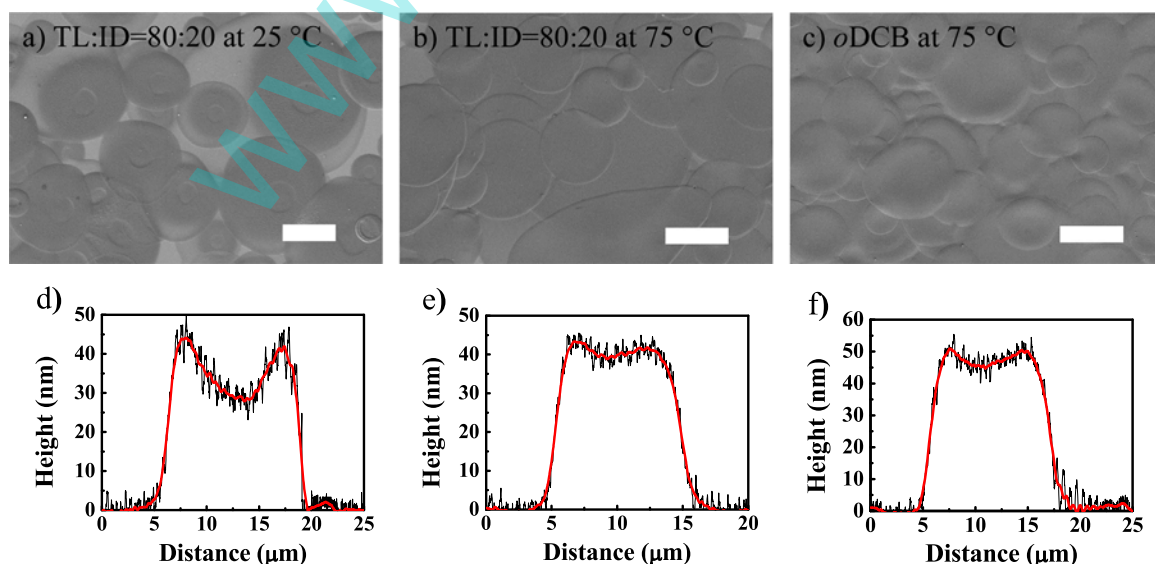 a) TL:ID=80:20 at 25 °C
b) TL:ID=80:20 at 75 °C
c) oDCB at 75 °C
www
d)
50
40
30
20
10
0
Height (nm)
0 5 10 15 20 25
Distance (μm)
e)
50
40
30
20
10
0
Height (nm)
0 5 10 15 20
Distance (μm)
f)
60
50
40
30
20
10
0
Height (nm)
0 5 10 15 20 25
Distance (μm)